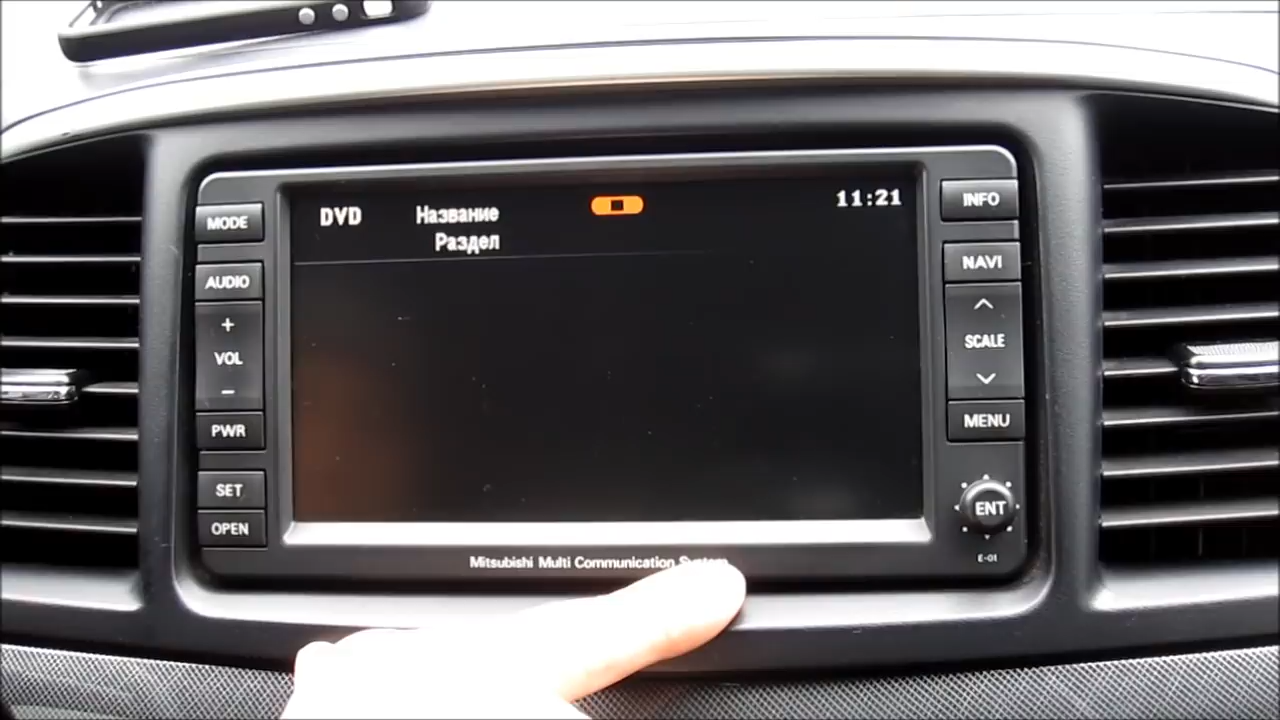 DVD
Название
Раздел
11:21
MODE
AUDIO
+
VOL
-
PWR
SET
OPEN
INFO
NAVI
SCALE
MENU
ENT
E-01
Mitsubishi Multi Communication System